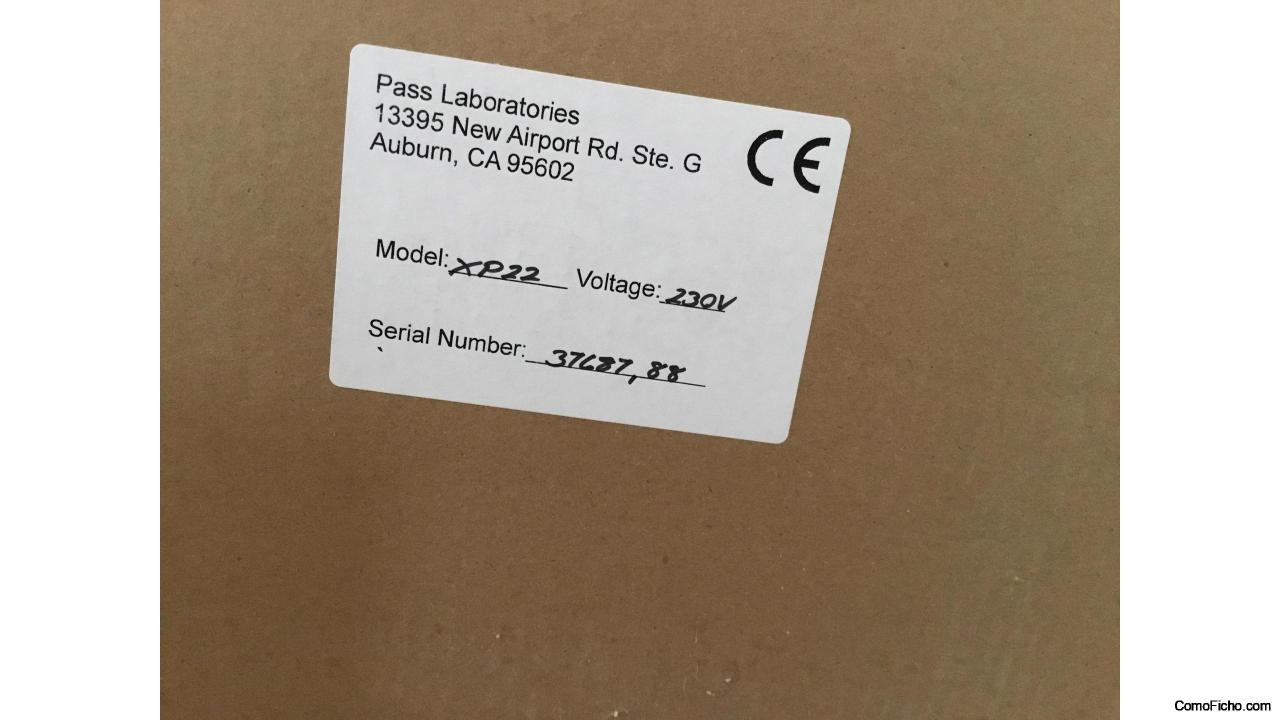 Pass Laboratories
13395 New Airport Rd. Ste. G
Auburn, CA 95602
CE
Model: XP22 Voltage: 230V
Serial Number: 37687, 88
ComoFicho.com